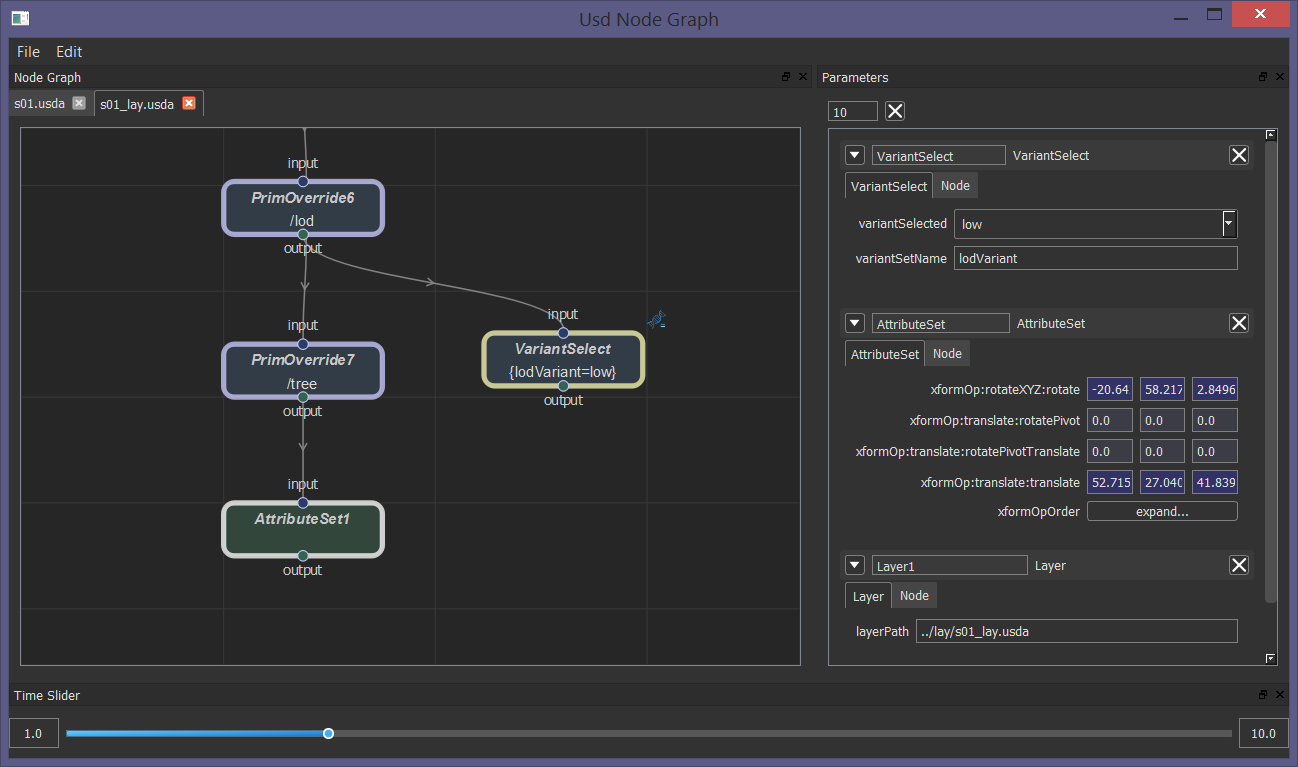 Usd Node Graph
File Edit
Node Graph
s01.usda s01_lay.usda
input
PrimOverride6
/lod
output
input
PrimOverride7
/tree
output
input
VariantSelect
{lodVariant=low}
output
input
AttributeSet1
output
Parameters
10
VariantSelect VariantSelect
VariantSelect Node
variantSelected low
variantSetName lodVariant
AttributeSet AttributeSet
AttributeSet Node
xformOp:rotateXYZ:rotate -20.64 58.217 2.8496
xformOp:translate:rotatePivot 0.0 0.0 0.0
xformOp:translate:rotatePivotTranslate 0.0 0.0 0.0
xformOp:translate:translate 52.715 27.040 41.839
xformOpOrder expand...
Layer1 Layer
Layer Node
layerPath ../lay/s01_lay.usda
Time Slider
1.0 10.0